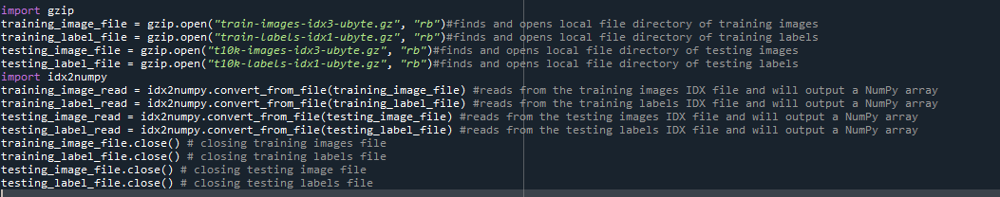 import gzip
training_image_file = gzip.open("train-images-idx3-ubyte.gz", "rb")#finds and opens local file directory of training images
training_label_file = gzip.open("train-labels-idx1-ubyte.gz", "rb")#finds and opens local file directory of training labels
testing_image_file = gzip.open("t10k-images-idx3-ubyte.gz", "rb")#finds and opens local file directory of testing images
testing_label_file = gzip.open("t10k-labels-idx1-ubyte.gz", "rb")#finds and opens local file directory of testing labels
import idx2numpy
training_image_read = idx2numpy.convert_from_file(training_image_file) #reads from the training images IDX file and will output a NumPy array
training_label_read = idx2numpy.convert_from_file(training_label_file) #reads from the training labels IDX file and will output a NumPy array
testing_image_read = idx2numpy.convert_from_file(testing_image_file) #reads from the testing images IDX file and will output a NumPy array
testing_label_read = idx2numpy.convert_from_file(testing_label_file) #reads from the testing labels IDX file and will output a NumPy array
training_image_file.close() # closing training images file
training_label_file.close() # closing training labels file
testing_image_file.close() # closing testing image file
testing_label_file.close() # closing testing labels file